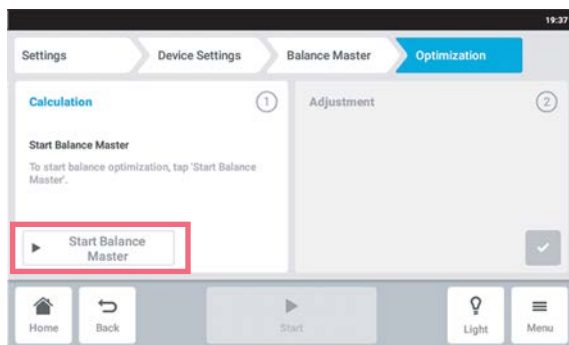 19:37
Settings
Device Settings
Balance Master
Optimization
Calculation
1
Start Balance Master
To start balance optimization, tap 'Start Balance
Master'.
Start Balance
Master
Adjustment
2
Home
Back
Start
Light
Menu